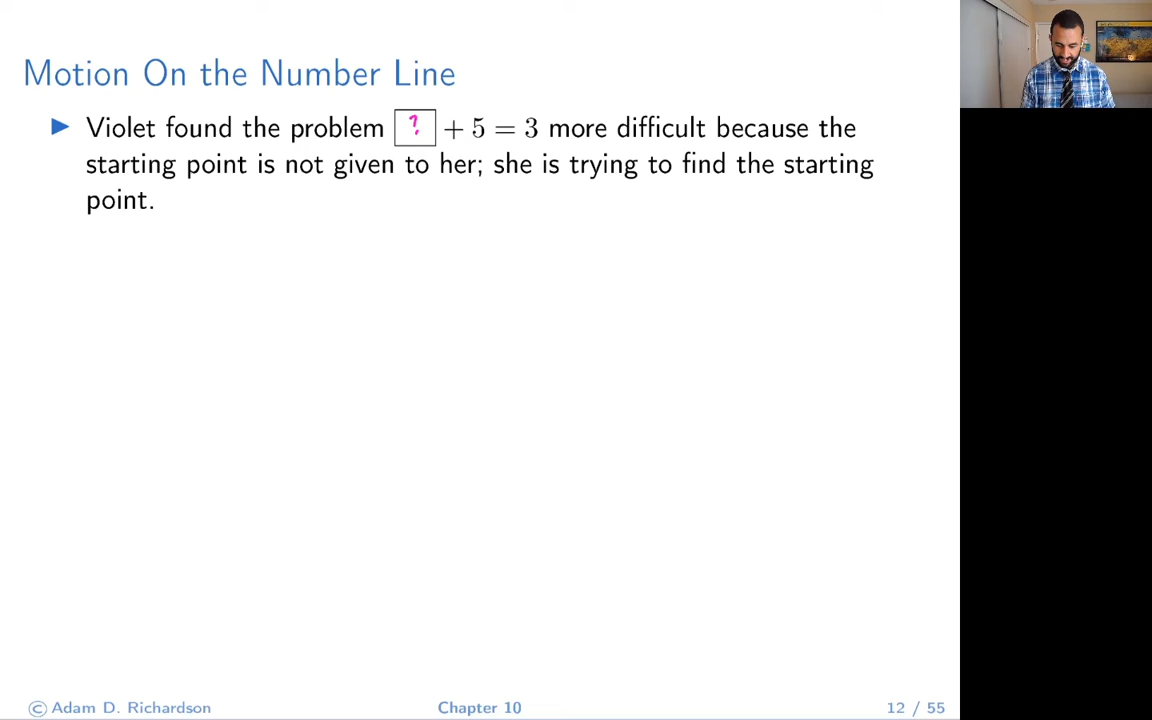 Motion On the Number Line
▶ Violet found the problem ? + 5 = 3 more difficult because the
starting point is not given to her; she is trying to find the starting
point.
© Adam D. Richardson Chapter 10 12 / 55